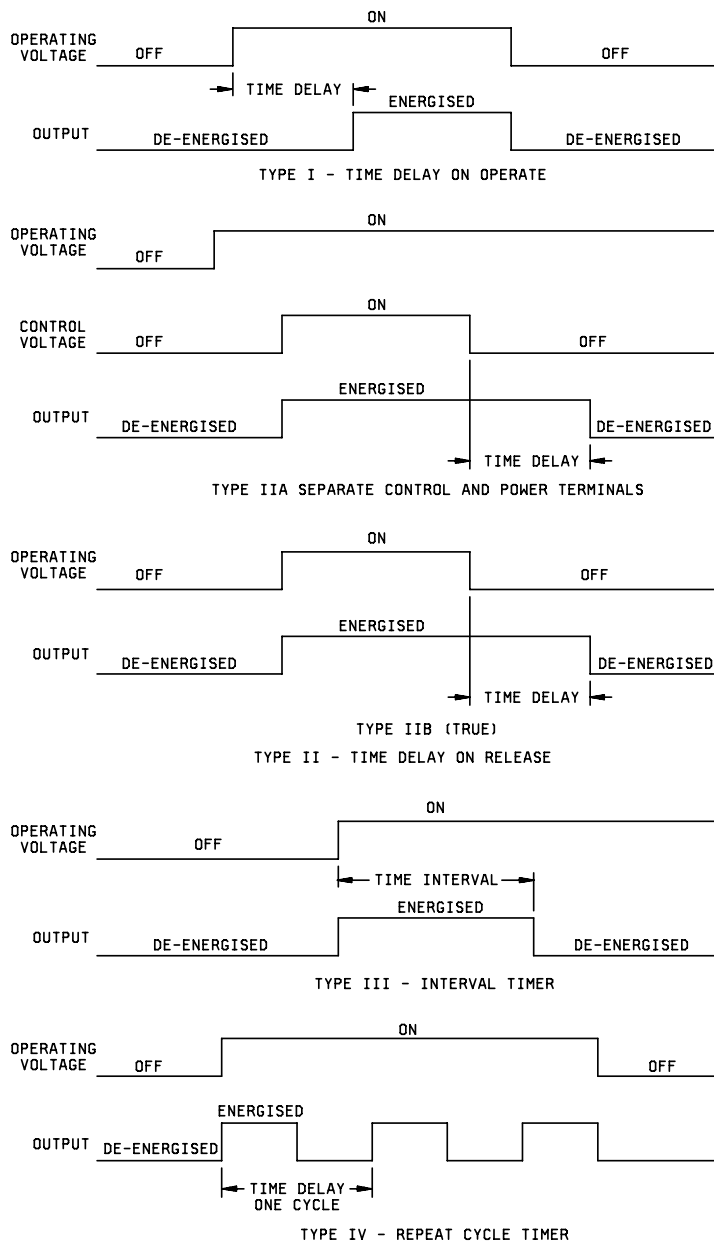 ON
OPERATING
VOLTAGE
OFF
OFF
TIME DELAY
ENERGISED
OUTPUT
DE-ENERGISED
DE-ENERGISED
TYPE I - TIME DELAY ON OPERATE
OPERATING
VOLTAGE
ON
OFF
CONTROL
VOLTAGE
ON
OFF
OFF
OUTPUT
ENERGISED
DE-ENERGISED
DE-ENERGISED
TIME DELAY
TYPE IIA SEPARATE CONTROL AND POWER TERMINALS
OPERATING
VOLTAGE
ON
OFF
OFF
OUTPUT
ENERGISED
DE-ENERGISED
DE-ENERGISED
TIME DELAY
TYPE IIB (TRUE)
TYPE II - TIME DELAY ON RELEASE
ON
OPERATING
VOLTAGE
OFF
TIME INTERVAL
ENERGISED
OUTPUT
DE-ENERGISED
DE-ENERGISED
TYPE III - INTERVAL TIMER
ON
OPERATING
VOLTAGE
OFF
OFF
ENERGISED
OUTPUT
DE-ENERGISED
TIME DELAY
ONE CYCLE
TYPE IV - REPEAT CYCLE TIMER